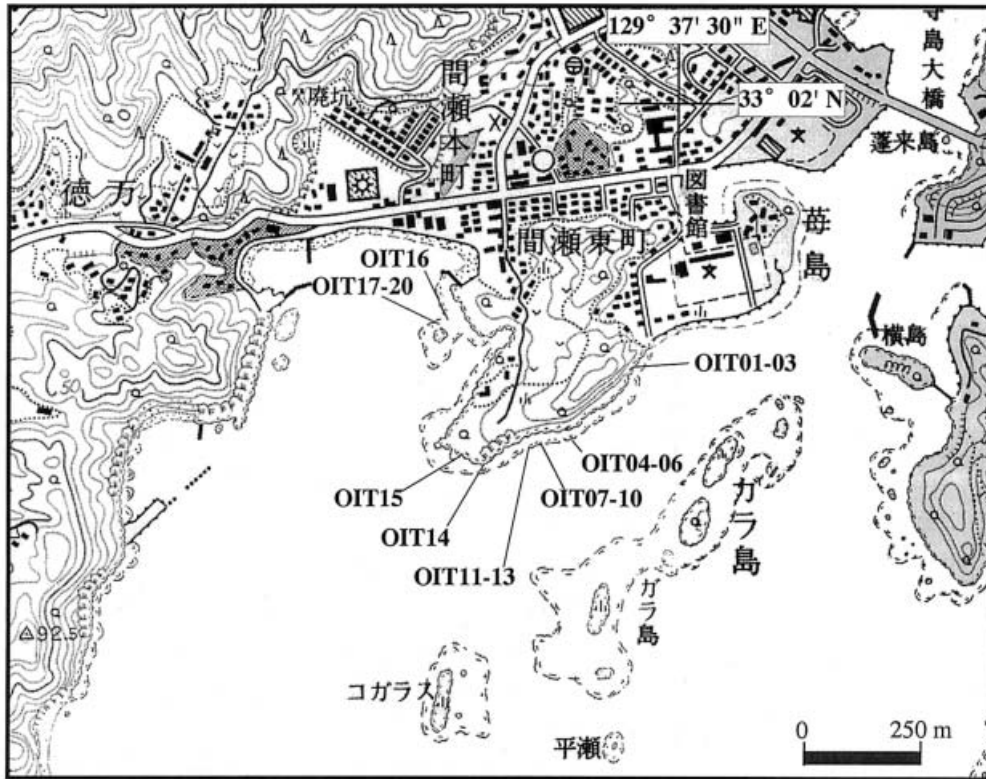 129° 37' 30" E
寺島大橋
33° 02' N
間瀬本町
廃坑
蓬来島
徳万
図書館
苺島
間瀬東町
OIT16
OIT17-20
横島
OIT01-03
OIT04-06
OIT15
OIT07-10
OIT14
ガラ島
OIT11-13
ガラ島
92.5
コガラス
平瀬
0 250 m